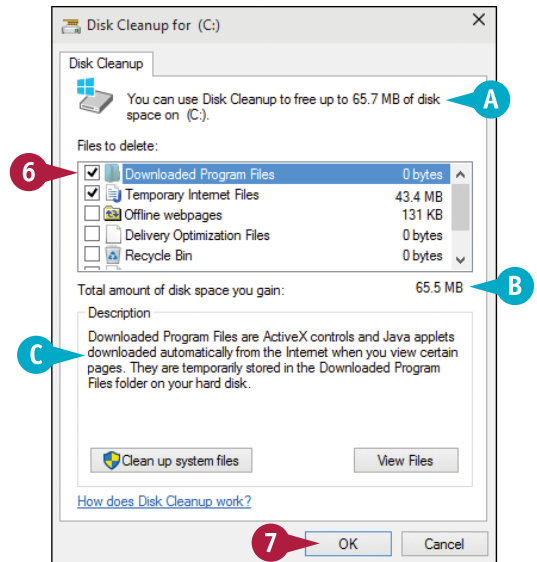 Disk Cleanup for (C:)
Disk Cleanup
You can use Disk Cleanup to free up to 65.7 MB of disk
space on (C:).
A
Files to delete:
6
Downloaded Program Files 0 bytes
Temporary Internet Files 43.4 MB
Offline webpages 131 KB
Delivery Optimization Files 0 bytes
Recycle Bin 0 bytes
Total amount of disk space you gain: 65.5 MB
B
Description
Downloaded Program Files are ActiveX controls and Java applets
downloaded automatically from the Internet when you view certain
pages. They are temporarily stored in the Downloaded Program
Files folder on your hard disk.
C
Clean up system files View Files
How does Disk Cleanup work?
7
OK Cancel